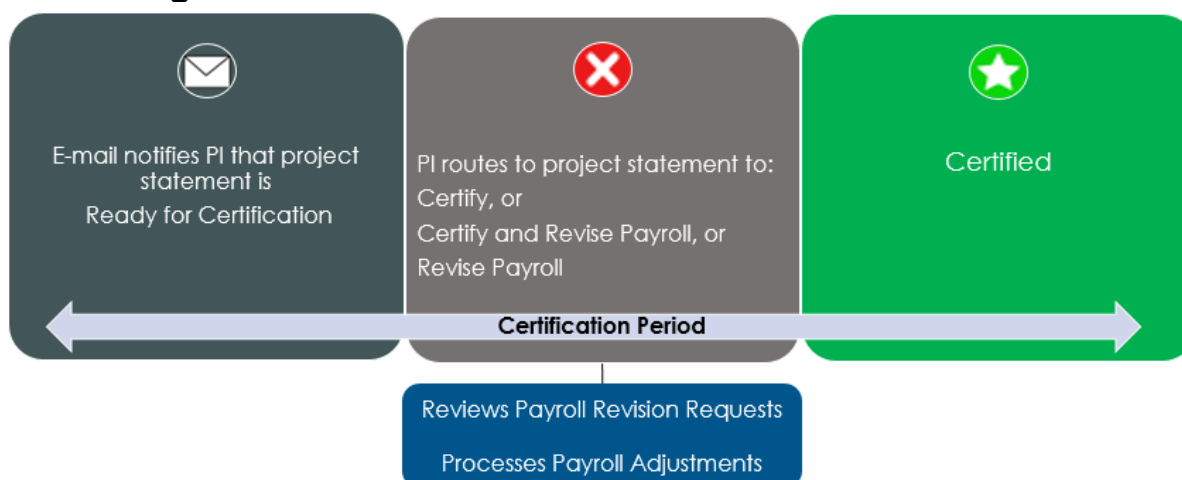 E-mail notifies PI that project
statement is
Ready for Certification
PI routes to project statement to:
Certify, or
Certify and Revise Payroll, or
Revise Payroll
Certified
Certification Period
Reviews Payroll Revision Requests
Processes Payroll Adjustments